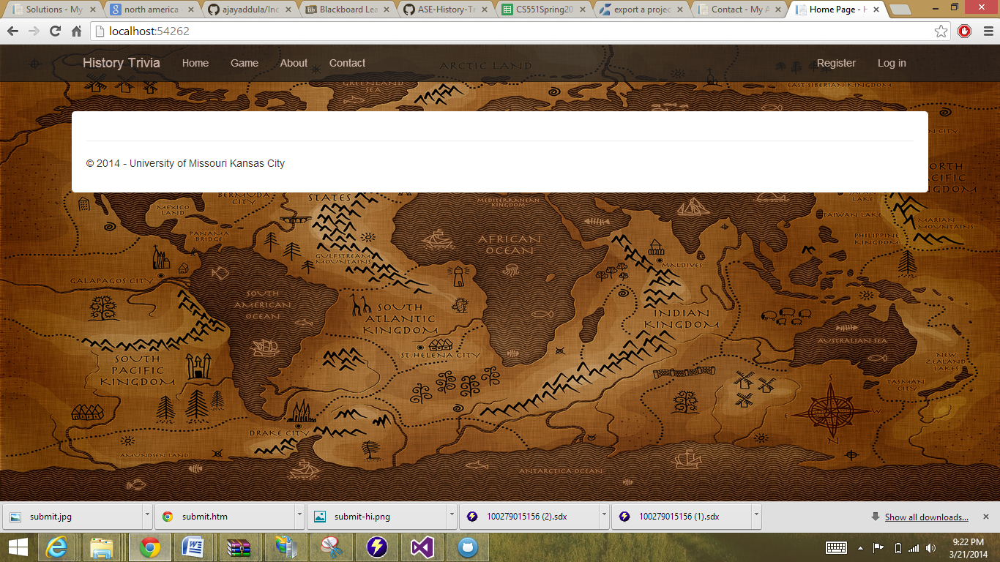 Solutions - My
north america
ajayaddula/Inc
Blackboard Lea
ASE-History-Tr
CS551Spring20
export a projec
Contact - My A
Home Page - H
localhost:54262
History Trivia Home Game About Contact Register Log in
ARCTIC LAND
GREENLAND SEA
EAST SIBERIAN KINGDOM
© 2014 - University of Missouri Kansas City
NORTH PACIFIC KINGDOM
BERMUDA CITY
STATES
MEXICO LAND
MEDITERRANEAN KINGDOM
JAPAN LAKE
TAIWAN LAKE
MARIAN MOUNTAINS
PANAMA BRIDGE
PHILIPPINE KINGDOM
AFRICAN OCEAN
GULFSTREAM MOUNTAINS
MALDIVES
GALAPAGOS CITY
SOUTH AMERICAN OCEAN
SOUTH ATLANTIC KINGDOM
INDIAN KINGDOM
AUSTRALIAN SEA
ST.HELENA CITY
SOUTH PACIFIC KINGDOM
NEW ZEALAND LAKES
TASMAN CITY
S
E W
N
DRAKE CITY
AMUNDSEN LAND
ANTARCTICA OCEAN
submit.jpg
submit.htm
submit-hi.png
100279015156 (2).sdx
100279015156 (1).sdx
Show all downloads...
9:22 PM
3/21/2014